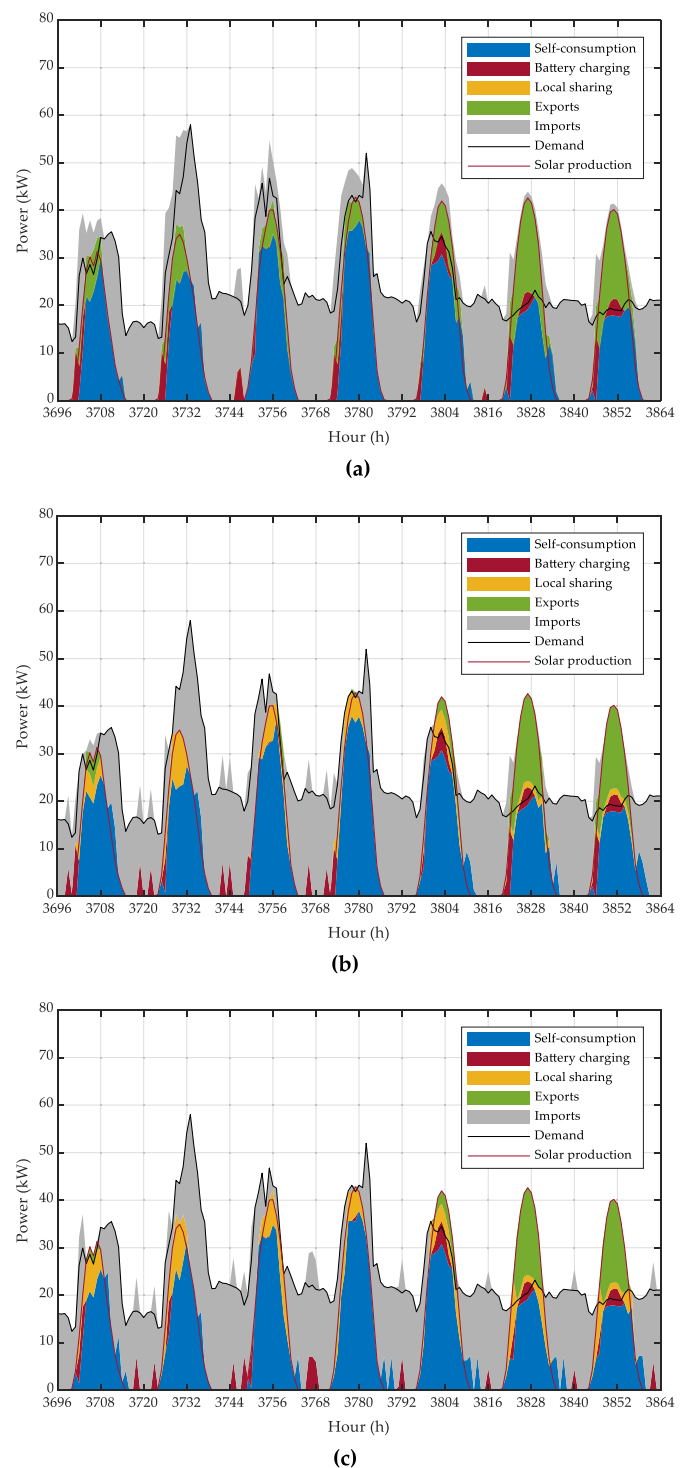 80
70
60
50
40
30
20
10
0
Power (kW)
Self-consumption
Battery charging
Local sharing
Exports
Imports
Demand
Solar production
3696 3708 3720 3732 3744 3756 3768 3780 3792 3804 3816 3828 3840 3852 3864
Hour (h)
(a)
80
70
60
50
40
30
20
10
0
Power (kW)
Self-consumption
Battery charging
Local sharing
Exports
Imports
Demand
Solar production
3696 3708 3720 3732 3744 3756 3768 3780 3792 3804 3816 3828 3840 3852 3864
Hour (h)
(b)
80
70
60
50
40
30
20
10
0
Power (kW)
Self-consumption
Battery charging
Local sharing
Exports
Imports
Demand
Solar production
3696 3708 3720 3732 3744 3756 3768 3780 3792 3804 3816 3828 3840 3852 3864
Hour (h)
(c)